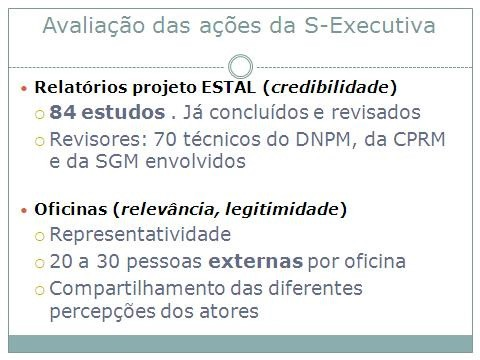 Avaliação das ações da S-Executiva
Relatórios projeto ESTAL (credibilidade)
84 estudos . Já concluídos e revisados
Revisores: 70 técnicos do DNPM, da CPRM
e da SGM envolvidos
Oficinas (relevância, legitimidade)
Representatividade
20 a 30 pessoas externas por oficina
Compartilhamento das diferentes
percepções dos atores